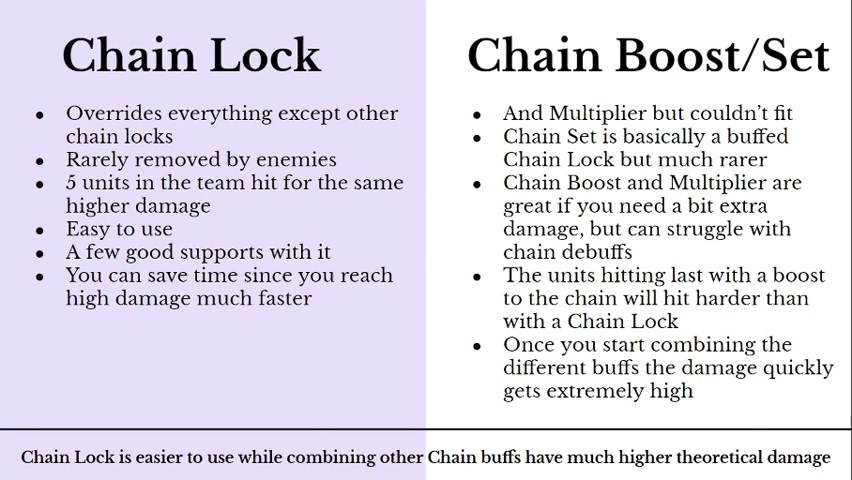 Chain Lock
• Overrides everything except other
chain locks
• Rarely removed by enemies
• 5 units in the team hit for the same
higher damage
• Easy to use
• A few good supports with it
• You can save time since you reach
high damage much faster
Chain Boost/Set
• And Multiplier but couldn't fit
• Chain Set is basically a buffed
Chain Lock but much rarer
• Chain Boost and Multiplier are
great if you need a bit extra
damage, but can struggle with
chain debuffs
• The units hitting last with a boost
to the chain will hit harder than
with a Chain Lock
• Once you start combining the
different buffs the damage quickly
gets extremely high
Chain Lock is easier to use while combining other Chain buffs have much higher theoretical damage